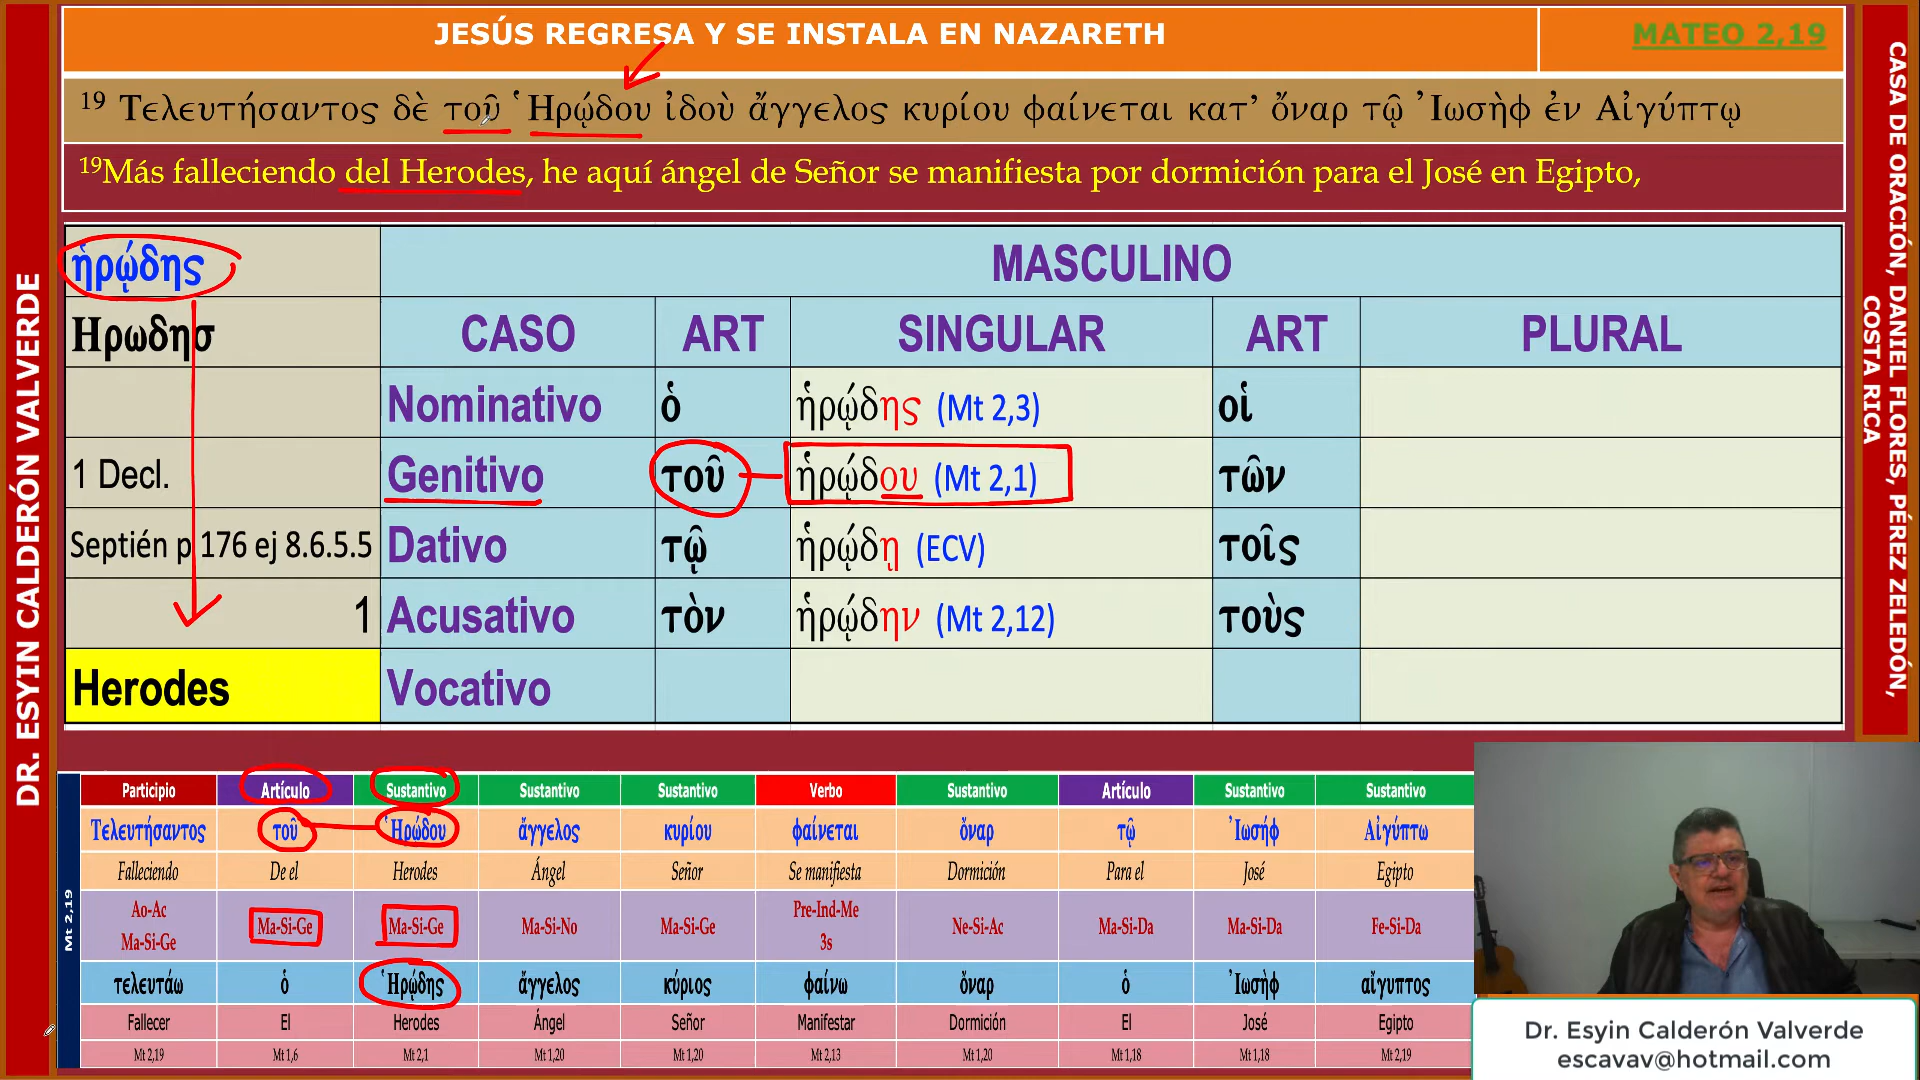 JESÚS REGRESA Y SE INSTALA EN NAZARETH
MATEO 2,19
19 Τελευτήσαντος δὲ τοῦ Ἡρῴδου ἰδοὺ ἄγγελος κυρίου φαίνεται κατ’ ὄναρ τῷ Ἰωσὴφ ἐν Αἰγύπτῳ
19Más falleciendo del Herodes, he aquí ángel de Señor se manifiesta por dormición para el José en Egipto,
ἡρῴδης MASCULINO
Ηρωδησ CASO ART SINGULAR ART PLURAL
Nominativo ὁ ἡρῴδης (Mt 2,3) οἱ
1 Decl. Genitivo τοῦ ἡρῴδου (Mt 2,1) τῶν
Septién p 176 ej 8.6.5.5 Dativo τῷ ἡρῴδῃ (ECV) τοῖς
1 Acusativo τὸν ἡρῴδην (Mt 2,12) τοὺς
Herodes Vocativo
Mt 2,19
Participio Artículo Sustantivo Sustantivo Sustantivo Verbo Sustantivo Artículo Sustantivo Sustantivo
Τελευτήσαντος τοῦ Ἡρῴδου ἄγγελος κυρίου φαίνεται ὄναρ τῷ Ἰωσήφ Αἰγύπτω
Falleciendo De el Herodes Ángel Señor Se manifiesta Dormición Para el José Egipto
Ao-Ac Pre-Ind-Me
Ma-Si-Ge Ma-Si-Ge Ma-Si-Ge Ma-Si-No Ma-Si-Ge 3s Ne-Si-Ac Ma-Si-Da Ma-Si-Da Fe-Si-Da
τελευτάω ὁ Ἡρῴδης ἄγγελος κύριος φαίνω ὄναρ ὁ Ἰωσὴφ αἴγυπτος
Fallecer El Herodes Ángel Señor Manifestar Dormición El José Egipto
Mt 2,19 Mt 1,6 Mt 2,1 Mt 1,20 Mt 1,20 Mt 2,13 Mt 1,20 Mt 1,18 Mt 1,18 Mt 2,19
DR. ESYIN CALDERÓN VALVERDE
CASA DE ORACIÓN, DANIEL FLORES, PÉREZ ZELEDÓN,
COSTA RICA
Dr. Esyin Calderón Valverde
escavav@hotmail.com